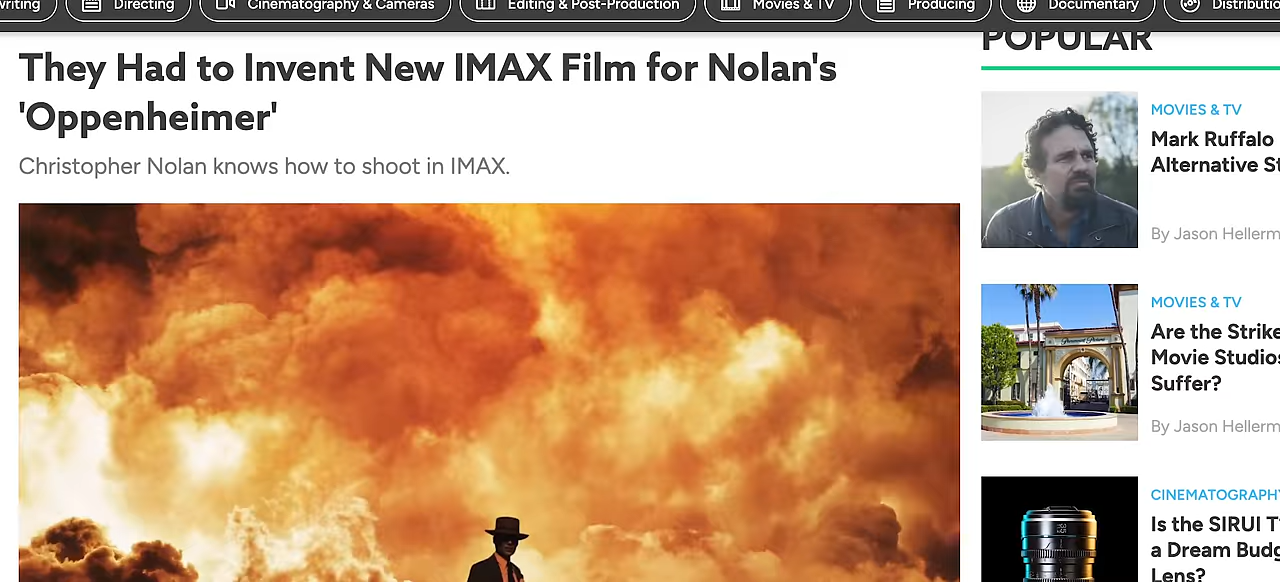 riting
Directing
Cinematography & Cameras
Editing & Post-Production
Movies & TV
Producing
Documentary
Distributio
They Had to Invent New IMAX Film for Nolan's
'Oppenheimer'
Christopher Nolan knows how to shoot in IMAX.
POPULAR
MOVIES & TV
Mark Ruffalo
Alternative St
By Jason Hellerm
MOVIES & TV
Are the Strike
Movie Studios
Suffer?
By Jason Hellerm
Paramount Pictures
CINEMATOGRAPHY
Is the SIRUI T
a Dream Budg
Lens?